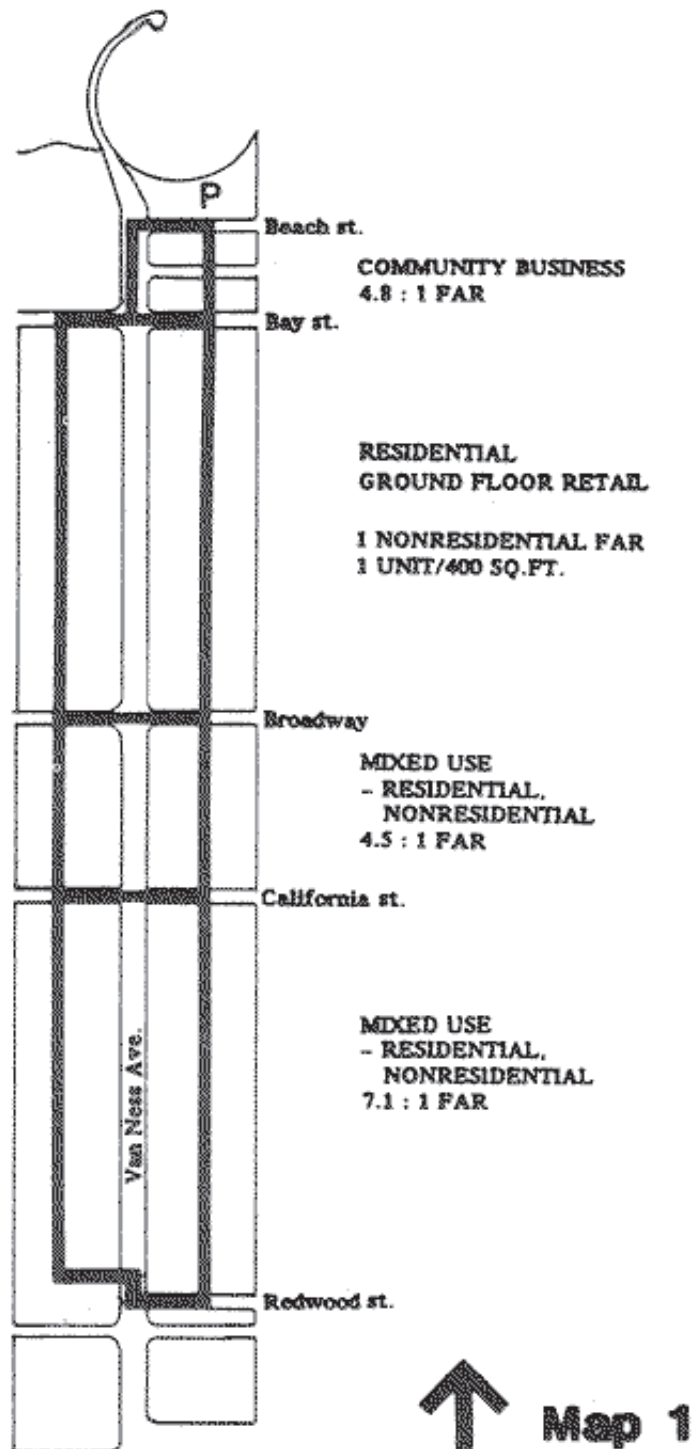 P
Beach st.
COMMUNITY BUSINESS
4.8 : 1 FAR
Bay st.
RESIDENTIAL
GROUND FLOOR RETAIL
1 NONRESIDENTIAL FAR
1 UNIT/400 SQ.FT.
Broadway
MIXED USE
- RESIDENTIAL,
NONRESIDENTIAL
4.5 : 1 FAR
California st.
MIXED USE
- RESIDENTIAL,
NONRESIDENTIAL
7.1 : 1 FAR
Van Ness Ave.
Redwood st.
Map 1